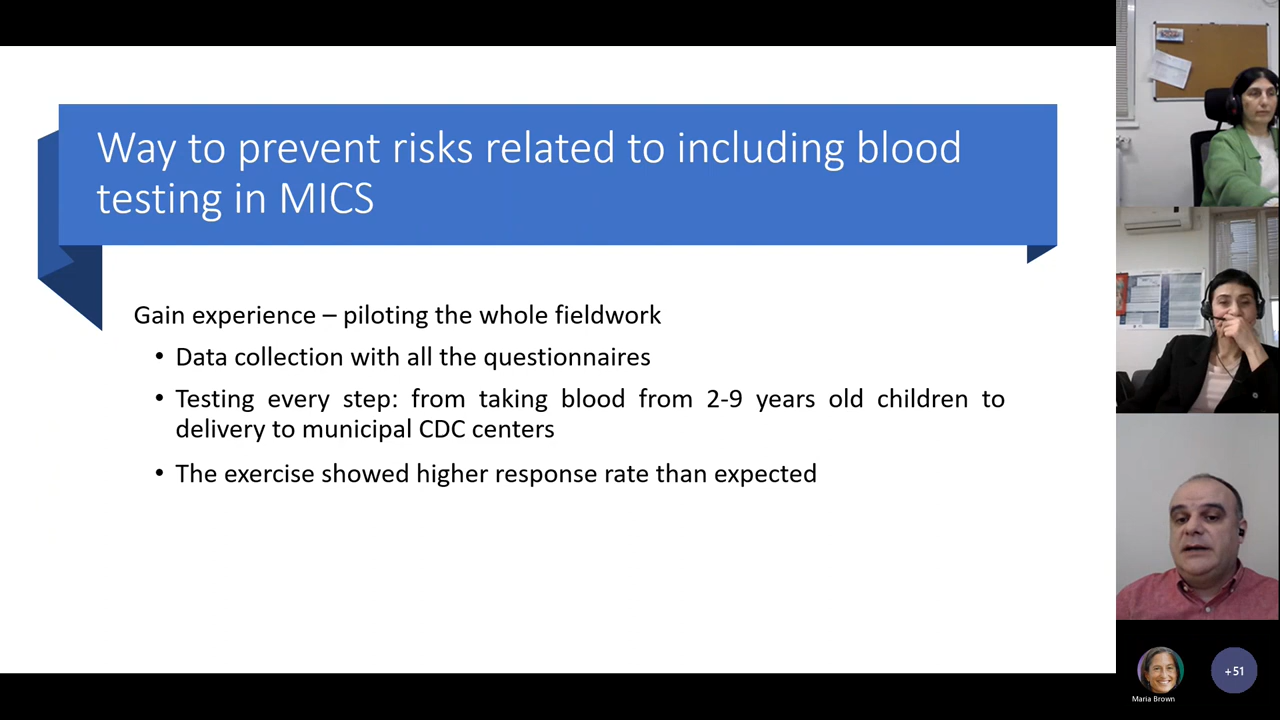 Way to prevent risks related to including blood
testing in MICS
Gain experience – piloting the whole fieldwork
• Data collection with all the questionnaires
• Testing every step: from taking blood from 2-9 years old children to
delivery to municipal CDC centers
• The exercise showed higher response rate than expected
Maria Brown
+51